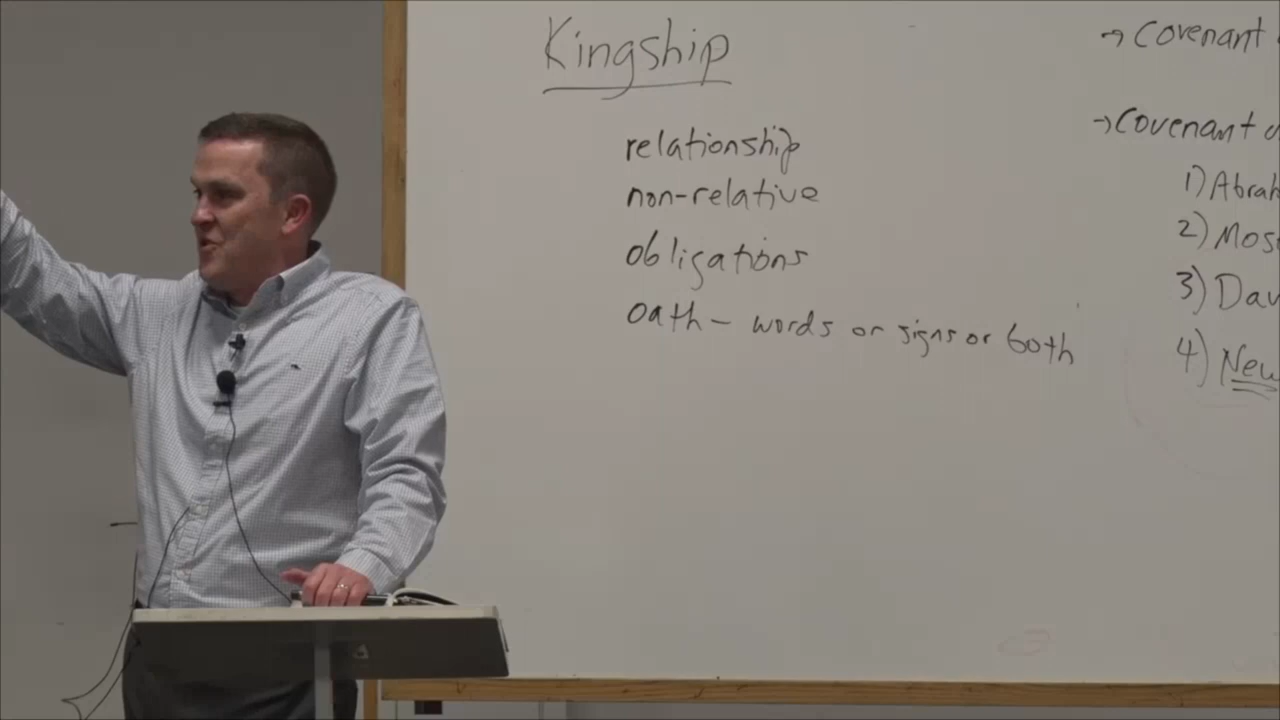 Kingship
relationship
non-relative
obligations
oath – words or signs or both
→ Covenant
→ Covenant
1) Abrah
2) Mos
3) Dav
4) New